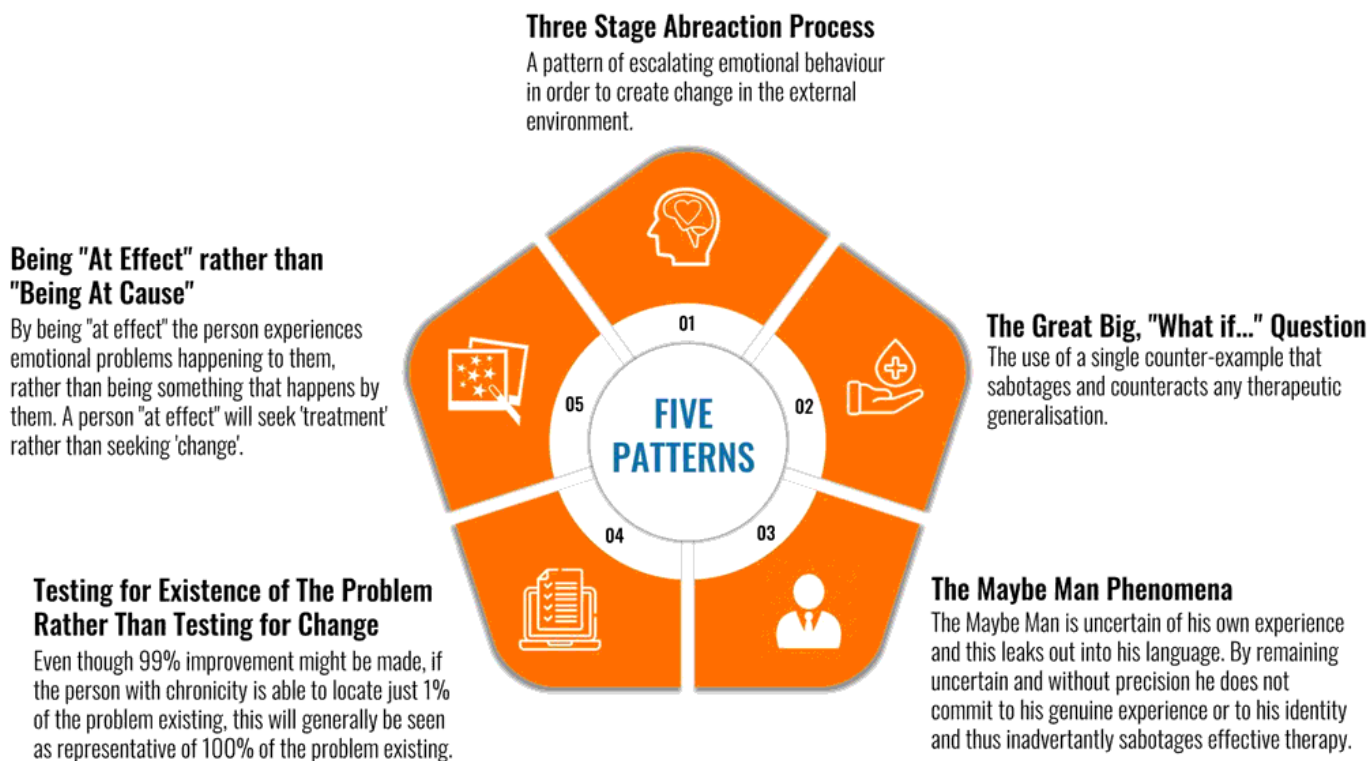 Three Stage Abreaction Process
A pattern of escalating emotional behaviour
in order to create change in the external
environment.
01
The Great Big, "What if..." Question
The use of a single counter-example that
sabotages and counteracts any therapeutic
generalisation.
02
The Maybe Man Phenomena
The Maybe Man is uncertain of his own experience
and this leaks out into his language. By remaining
uncertain and without precision he does not
commit to his genuine experience or to his identity
and thus inadvertantly sabotages effective therapy.
03
Testing for Existence of The Problem
Rather Than Testing for Change
Even though 99% improvement might be made, if
the person with chronicity is able to locate just 1%
of the problem existing, this will generally be seen
as representative of 100% of the problem existing.
04
Being "At Effect" rather than
"Being At Cause"
By being "at effect" the person experiences
emotional problems happening to them,
rather than being something that happens by
them. A person "at effect" will seek 'treatment'
rather than seeking 'change'.
05
FIVE
PATTERNS